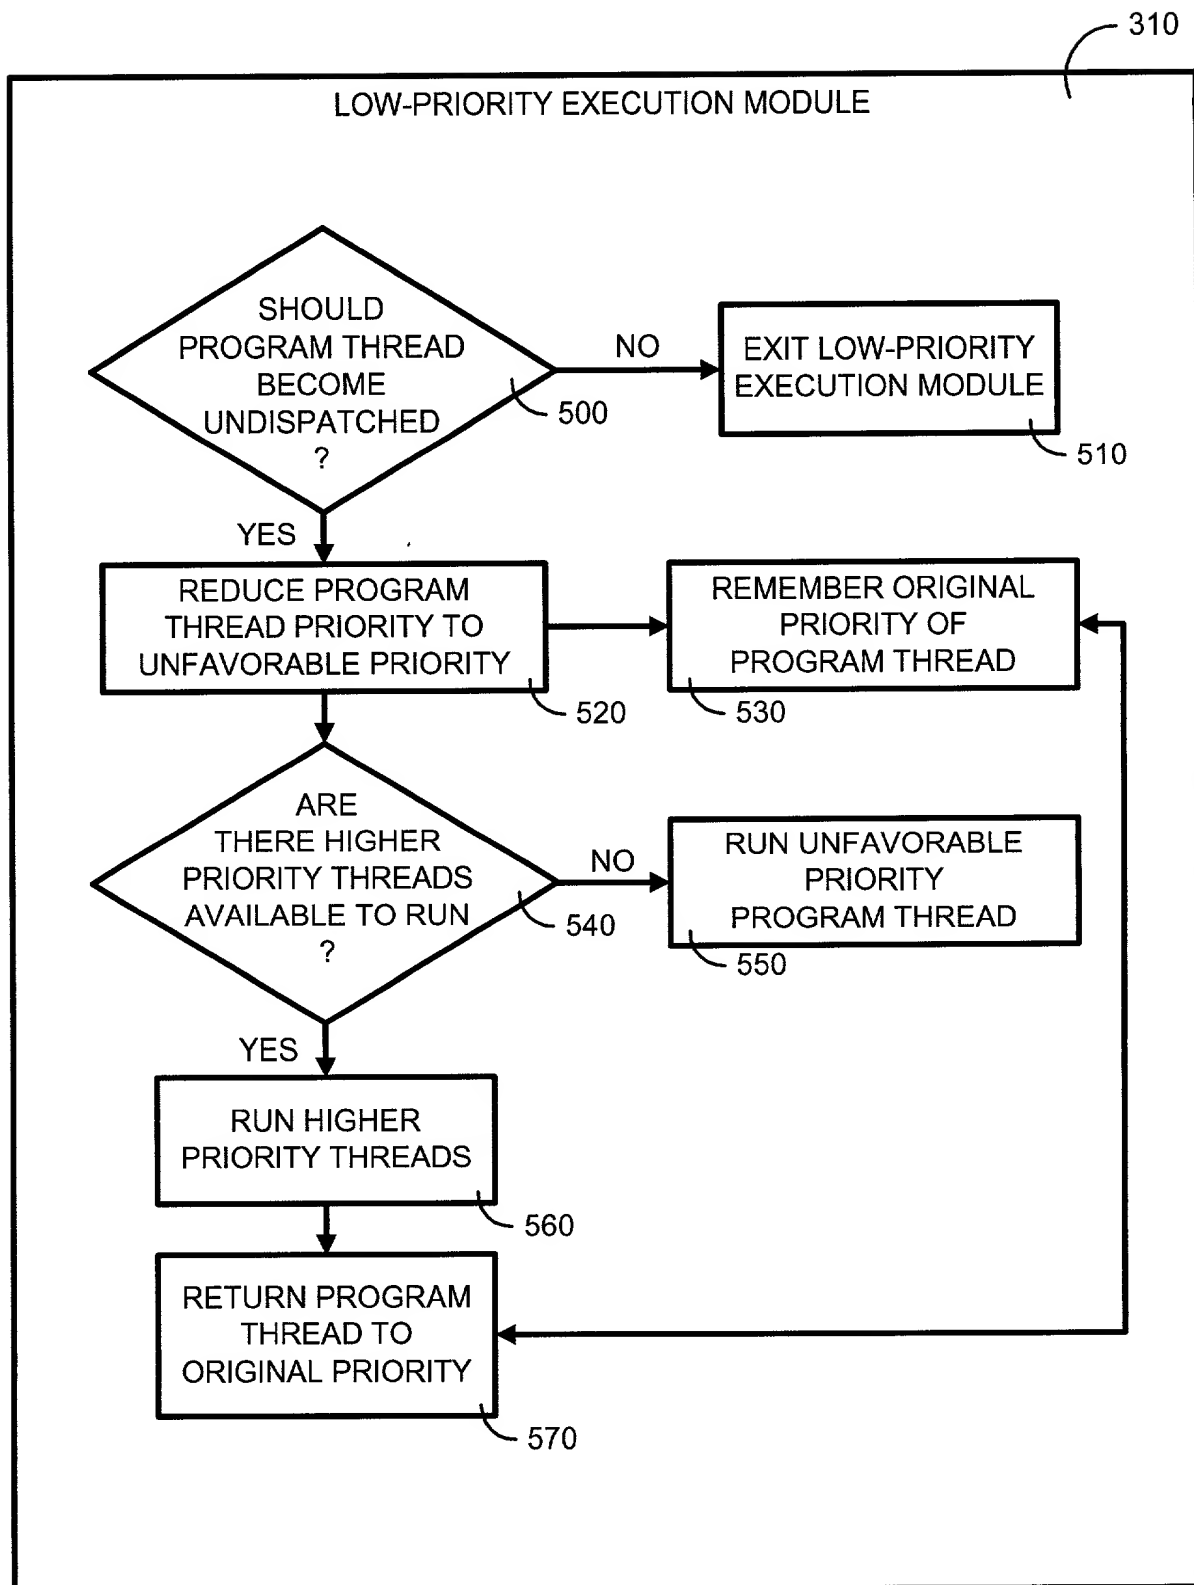 310
LOW-PRIORITY EXECUTION MODULE
SHOULD
PROGRAM THREAD
BECOME
UNDISPATCHED
?
500
NO
EXIT LOW-PRIORITY
EXECUTION MODULE
510
YES
REDUCE PROGRAM
THREAD PRIORITY TO
UNFAVORABLE PRIORITY
520
REMEMBER ORIGINAL
PRIORITY OF
PROGRAM THREAD
530
ARE
THERE HIGHER
PRIORITY THREADS
AVAILABLE TO RUN
?
540
NO
RUN UNFAVORABLE
PRIORITY
PROGRAM THREAD
550
YES
RUN HIGHER
PRIORITY THREADS
560
RETURN PROGRAM
THREAD TO
ORIGINAL PRIORITY
570